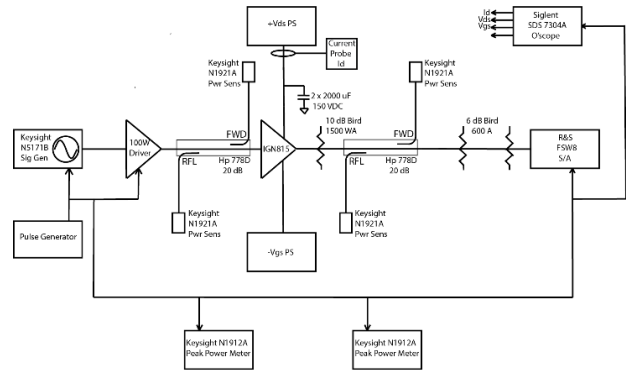 +Vds PS
Id
Vds
Vgs
Siglent
SDS 7304A
O'scope
Current
Probe
Id
Keysight
N1921A
Pwr Sens
Keysight
N1921A
Pwr Sens
2 x 2000 uF
150 VDC
10 dB Bird
1500 WA
6 dB Bird
600 A
Keysight
N5171B
Sig Gen
100W
Driver
FWD
RFL
Hp 778D
20 dB
IGN815
FWD
RFL
Hp 778D
20 dB
R&S
FSW8
S/A
Keysight
N1921A
Pwr Sens
Keysight
N1921A
Pwr Sens
Pulse Generator
-Vgs PS
Keysight N1912A
Peak Power Meter
Keysight N1912A
Peak Power Meter